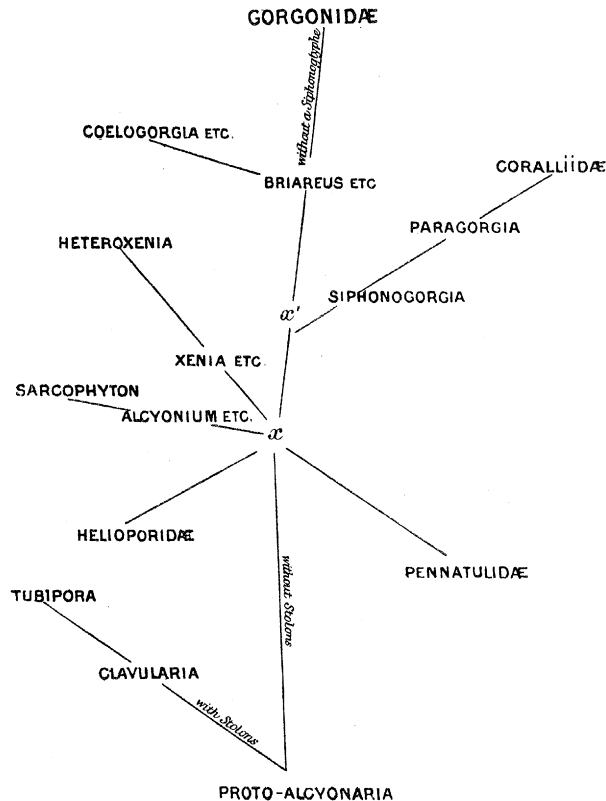 GORGONIDÆ
without a Siphonoglyphe
COELOGORGIA ETC.
CORALLiiDÆ
BRIAREUS ETC
PARAGORGIA
HETEROXENIA
SIPHONOGORGIA
x'
XENIA ETC.
SARCOPHYTON
ALCYONIUM ETC.
x
HELIOPORIDÆ
without Stolons
PENNATULIDÆ
TUBIPORA
CLAVULARIA
with Stolons
PROTO-ALCYONARIA